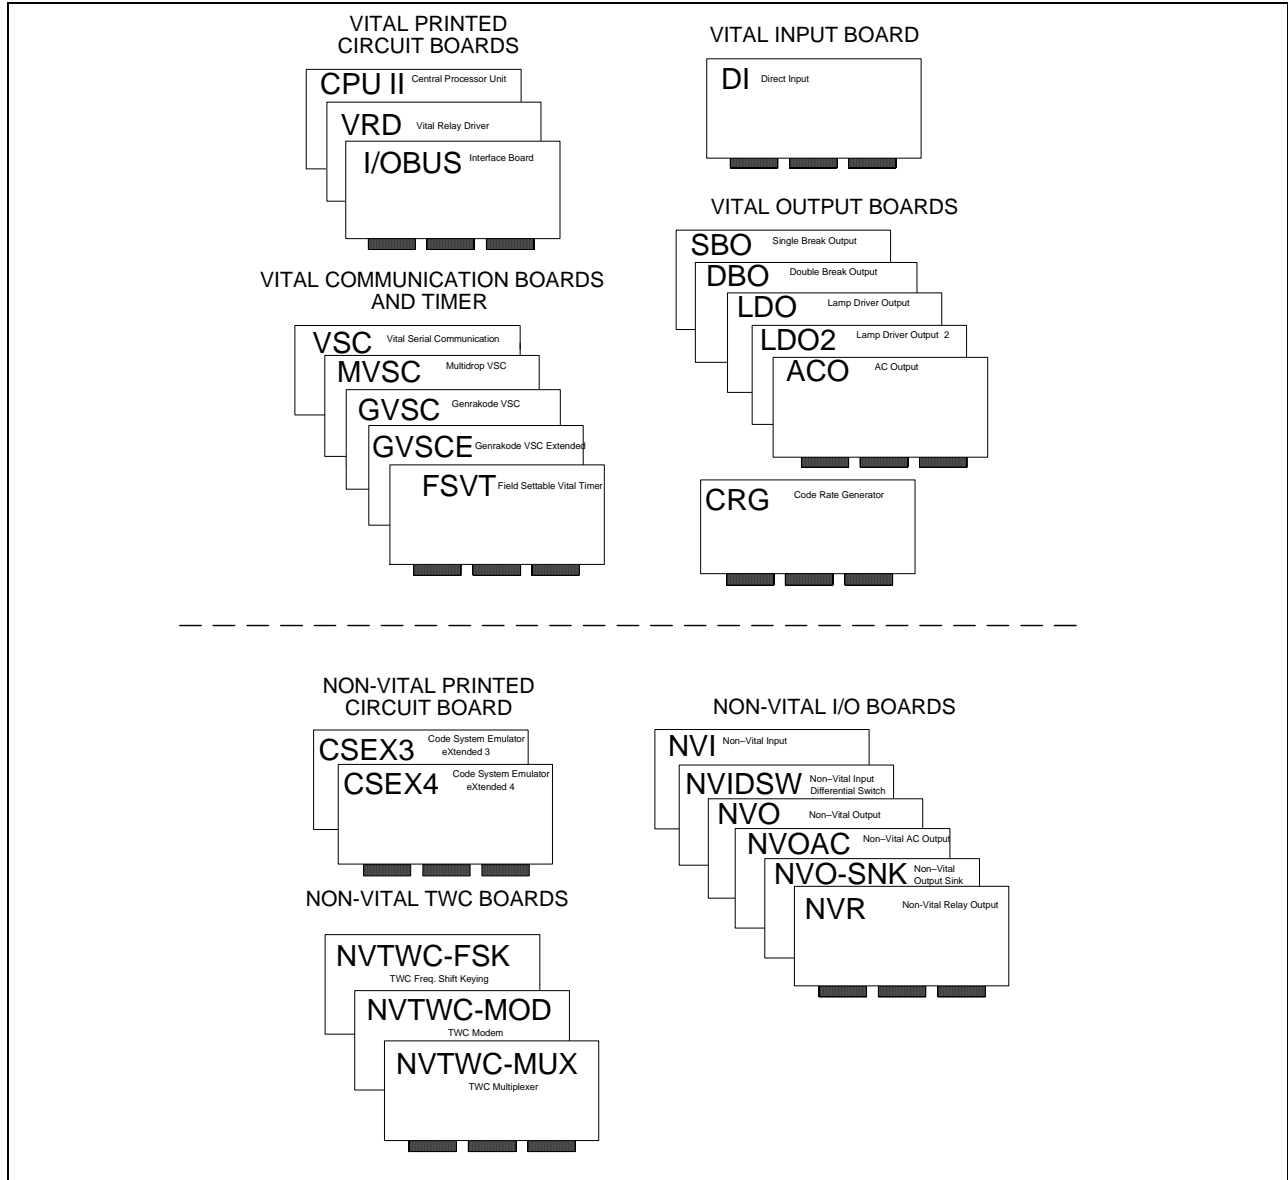 VITAL PRINTED
CIRCUIT BOARDS
CPU II Central Processor Unit
VRD Vital Relay Driver
I/OBUS Interface Board
VITAL INPUT BOARD
DI Direct Input
VITAL COMMUNICATION BOARDS
AND TIMER
VSC Vital Serial Communication
MVSC Multidrop VSC
GVSC Genrakode VSC
GVSCE Genrakode VSC Extended
FSVT Field Settable Vital Timer
VITAL OUTPUT BOARDS
SBO Single Break Output
DBO Double Break Output
LDO Lamp Driver Output
LDO2 Lamp Driver Output 2
ACO AC Output
CRG Code Rate Generator
NON-VITAL PRINTED
CIRCUIT BOARD
CSEX3 Code System Emulator
eXtended 3
CSEX4 Code System Emulator
eXtended 4
NON-VITAL TWC BOARDS
NVTWC-FSK
TWC Freq. Shift Keying
NVTWC-MOD
TWC Modem
NVTWC-MUX
TWC Multiplexer
NON-VITAL I/O BOARDS
NVI Non–Vital Input
NVIDSW Non–Vital Input
Differential Switch
NVO Non–Vital Output
NVOAC Non–Vital AC Output
NVO-SNK Non–Vital
Output Sink
NVR Non-Vital Relay Output